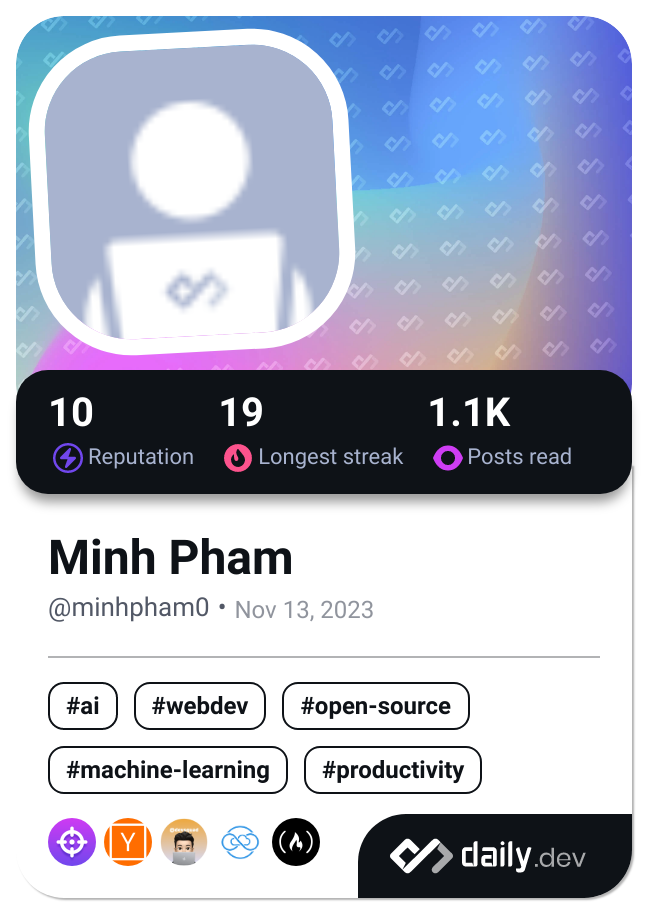 10 19 1.1K
Reputation Longest streak Posts read
Minh Pham
@minhpham0 • Nov 13, 2023
#ai #webdev #open-source
#machine-learning #productivity
Y
daily.dev